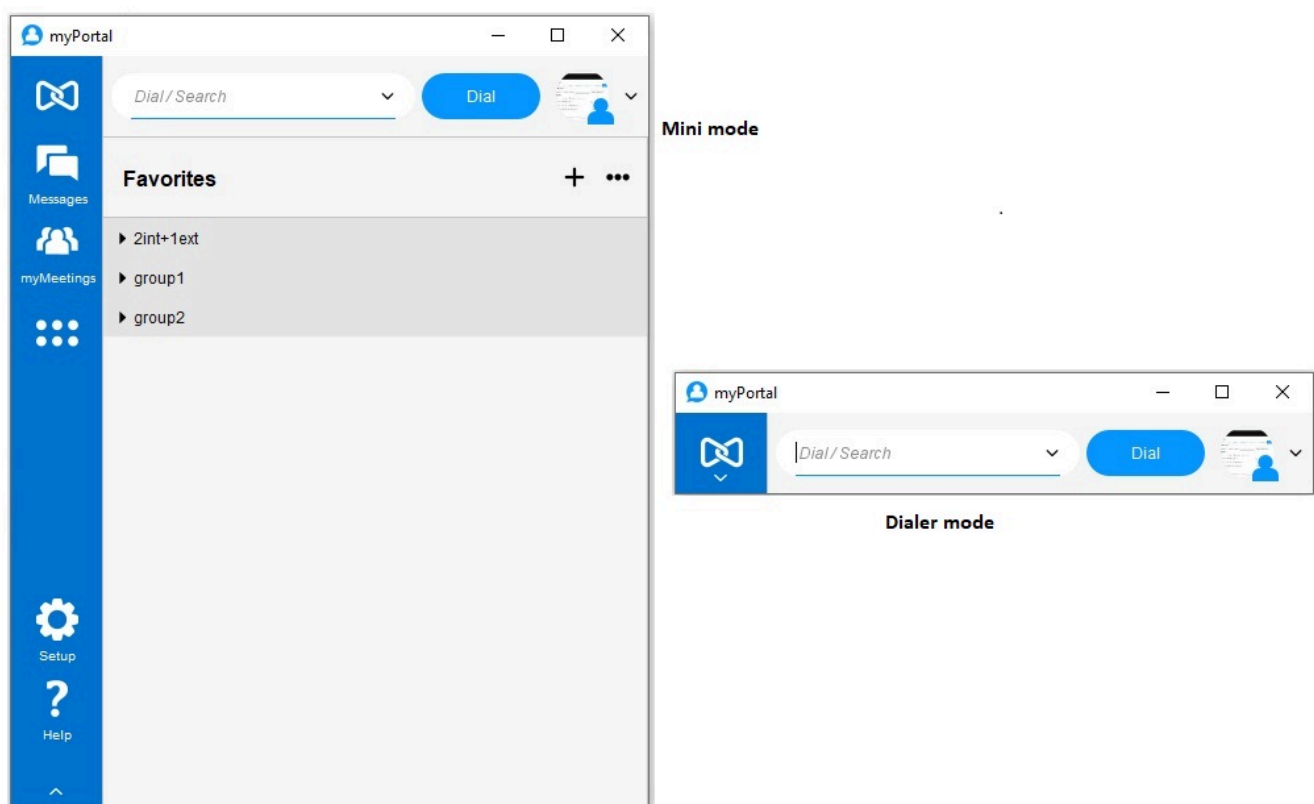 myPortal
Dial / Search
Dial
Mini mode
Messages
Favorites
2int+1ext
myMeetings
group1
group2
myPortal
Dial / Search
Dial
Dialer mode
Setup
Help